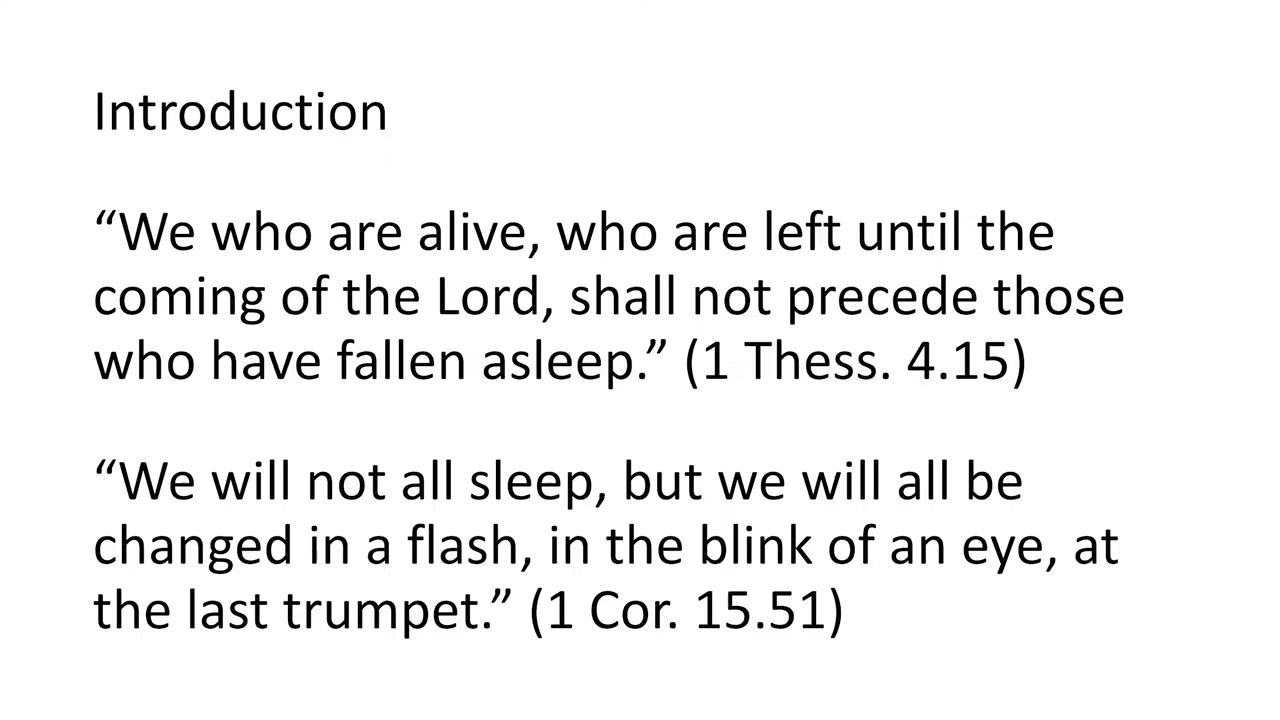 Introduction
“We who are alive, who are left until the
coming of the Lord, shall not precede those
who have fallen asleep.” (1 Thess. 4.15)
“We will not all sleep, but we will all be
changed in a flash, in the blink of an eye, at
the last trumpet.” (1 Cor. 15.51)